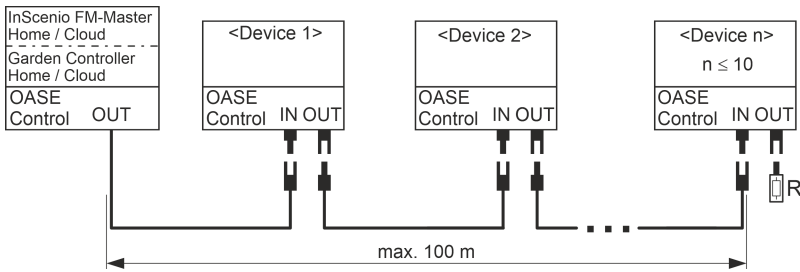 InScenio FM-Master
Home / Cloud
Garden Controller
Home / Cloud
OASE
Control OUT
<Device 1>
OASE
Control IN OUT
<Device 2>
OASE
Control IN OUT
<Device n>
n ≤ 10
OASE
Control IN OUT
R
max. 100 m